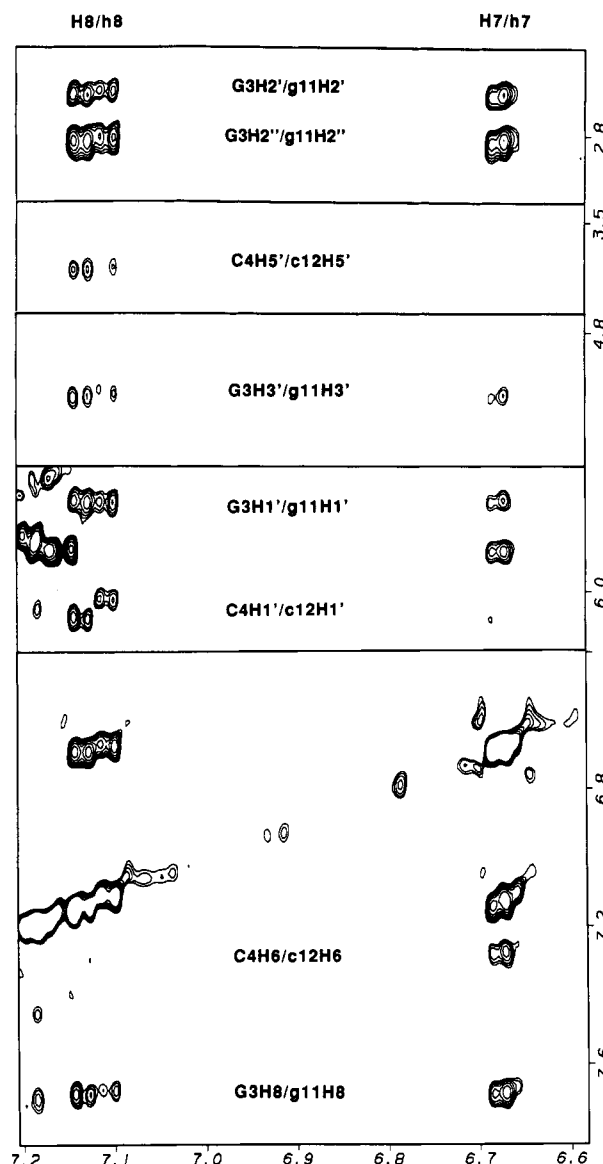 H8/h8 H7/h7
G3H2'/g11H2'
G3H2''/g11H2''
2.8
3.5
C4H5'/c12H5'
4.8
G3H3'/g11H3'
G3H1'/g11H1'
6.0
C4H1'/c12H1'
6.8
7.2
C4H6/c12H6
7.6
G3H8/g11H8
7.2 7.1 7.0 6.9 6.8 6.7 6.6